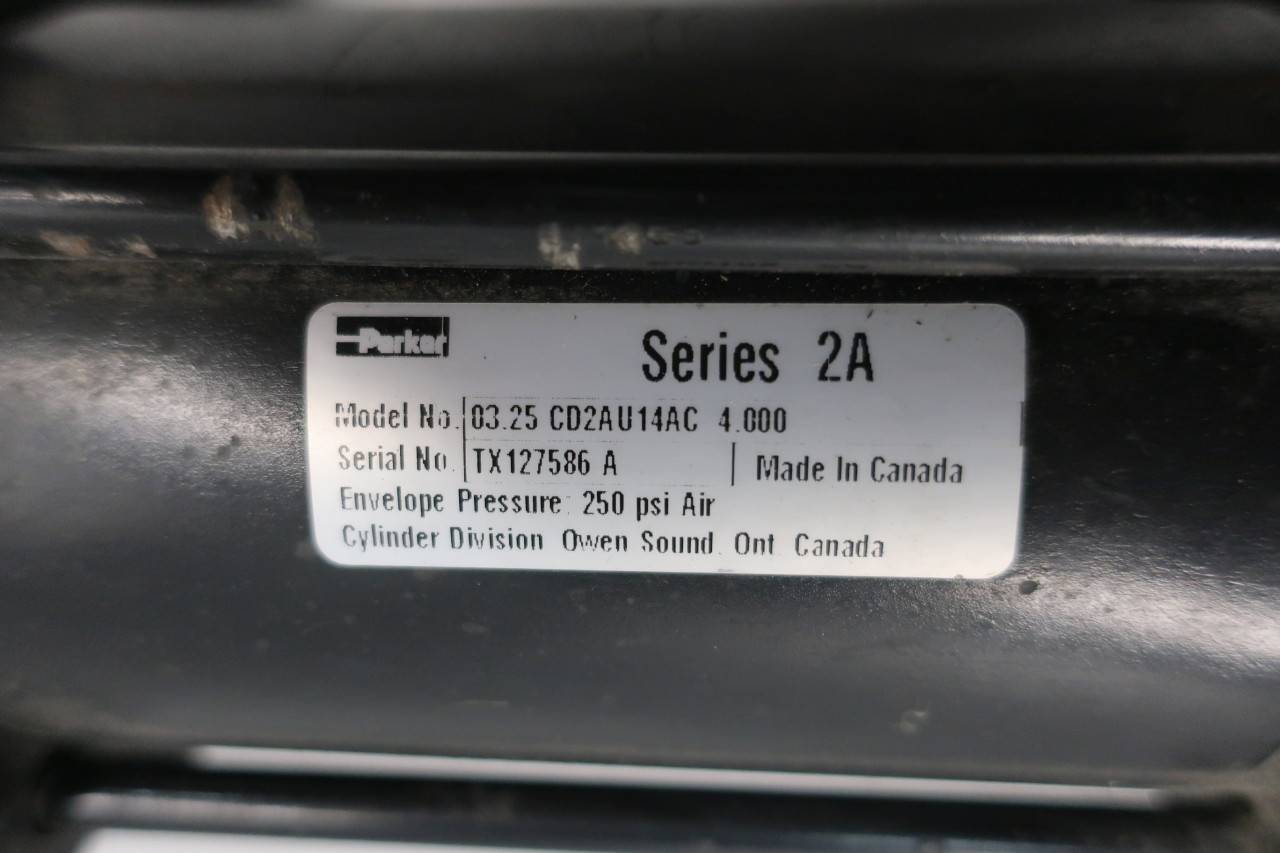 Parker
Series 2A
Model No. 03.25 CD2AU14AC 4.000
Serial No. TX127586 A Made In Canada
Envelope Pressure: 250 psi Air
Cylinder Division Owen Sound, Ont. Canada